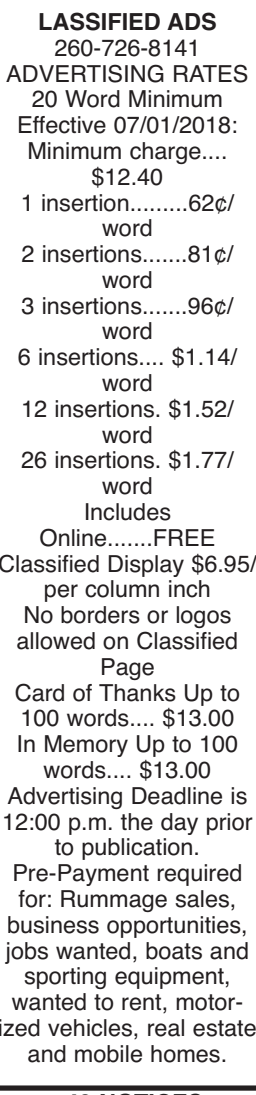 LASSIFIED ADS
260-726-8141
ADVERTISING RATES
20 Word Minimum
Effective 07/01/2018:
Minimum charge....
$12.40
1 insertion.........62¢/
word
2 insertions.......81¢/
word
3 insertions.......96¢/
word
6 insertions.... $1.14/
word
12 insertions. $1.52/
word
26 insertions. $1.77/
word
Includes
Online.......FREE
Classified Display $6.95/
per column inch
No borders or logos
allowed on Classified
Page
Card of Thanks Up to
100 words.... $13.00
In Memory Up to 100
words.... $13.00
Advertising Deadline is
12:00 p.m. the day prior
to publication.
Pre-Payment required
for: Rummage sales,
business opportunities,
jobs wanted, boats and
sporting equipment,
wanted to rent, motor-
ized vehicles, real estate
and mobile homes.